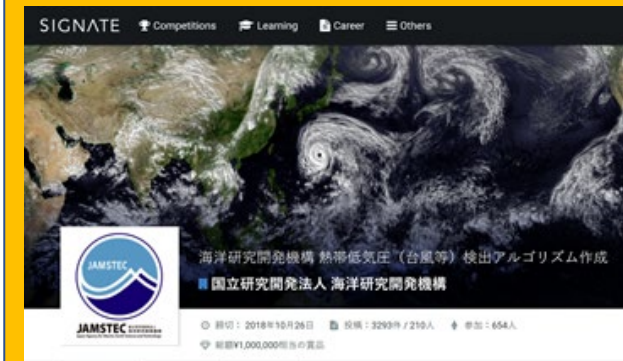 SIGNATE Competitions Learning Career Others
海洋研究開発機構 熱帯低気圧（台風等）検出アルゴリズム作成
国立研究開発法人 海洋研究開発機構
JAMSTEC
JAMSTEC
締切：2018年10月26日 投稿：3293件 / 210人 参加：654人
総額¥1,000,000相当の賞品